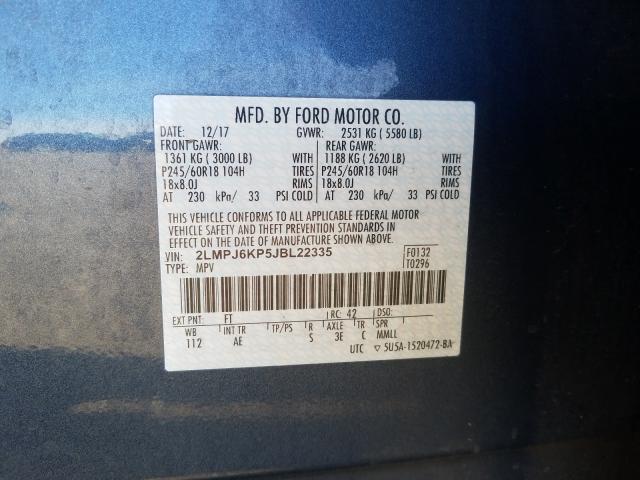 MFD. BY FORD MOTOR CO.
DATE: 12/17 GVWR: 2531 KG ( 5580 LB)
FRONT GAWR: REAR GAWR:
1361 KG ( 3000 LB) WITH 1188 KG ( 2620 LB) WITH
P245/60R18 104H TIRES P245/60R18 104H TIRES
18x8.0J RIMS 18x8.0J RIMS
AT 230 kPa/ 33 PSI COLD AT 230 kPa/ 33 PSI COLD
THIS VEHICLE CONFORMS TO ALL APPLICABLE FEDERAL MOTOR
VEHICLE SAFETY AND THEFT PREVENTION STANDARDS IN
EFFECT ON THE DATE OF MANUFACTURE SHOWN ABOVE.
VIN: 2LMPJ6KP5JBL22335 F0132
TYPE: MPV T0296
EXT PNT: FT RC: 42 DSO:
WB INT TR TP/PS R AXLE TR SPR
112 AE S 3E C MMLL
UTC 5U5A-1520472-BA